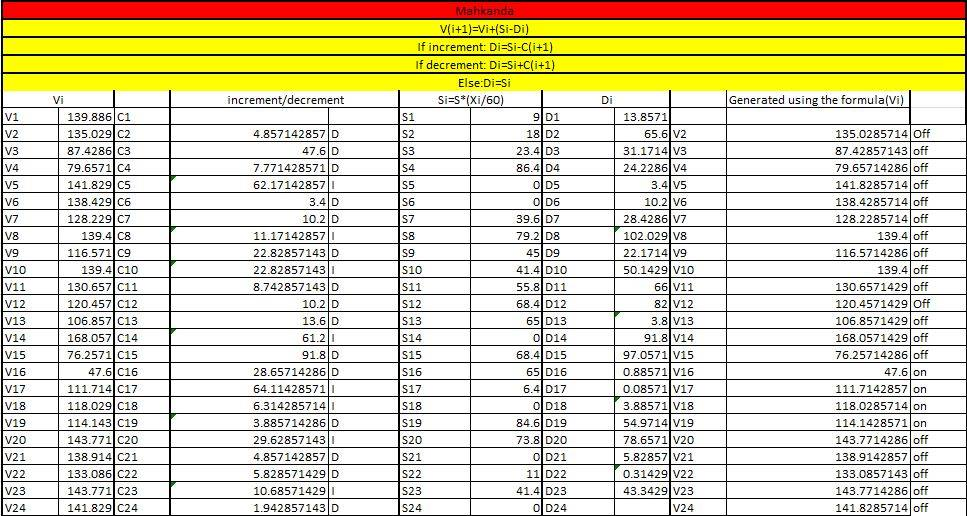 Mahkanda
V(i+1)=Vi+(Si-Di)
If increment: Di=Si-C(i+1)
If decrement: Di=Si+C(i+1)
Else:Di=Si
Vi increment/decrement Si=S*(Xi/60) Di Generated using the formula(Vi)
V1 139.886 C1 S1 9 D1 13.8571
V2 135.029 C2 4.857142857 D S2 18 D2 65.6 V2 135.0285714 Off
V3 87.4286 C3 47.6 D S3 23.4 D3 31.1714 V3 87.42857143 off
V4 79.6571 C4 7.771428571 D S4 86.4 D4 24.2286 V4 79.65714286 off
V5 141.829 C5 62.17142857 I S5 0 D5 3.4 V5 141.8285714 off
V6 138.429 C6 3.4 D S6 0 D6 10.2 V6 138.4285714 off
V7 128.229 C7 10.2 D S7 39.6 D7 28.4286 V7 128.2285714 off
V8 139.4 C8 11.17142857 I S8 79.2 D8 102.029 V8 139.4 off
V9 116.571 C9 22.82857143 D S9 45 D9 22.1714 V9 116.5714286 off
V10 139.4 C10 22.82857143 I S10 41.4 D10 50.1429 V10 139.4 off
V11 130.657 C11 8.742857143 D S11 55.8 D11 66 V11 130.6571429 off
V12 120.457 C12 10.2 D S12 68.4 D12 82 V12 120.4571429 Off
V13 106.857 C13 13.6 D S13 65 D13 3.8 V13 106.8571429 off
V14 168.057 C14 61.2 I S14 0 D14 91.8 V14 168.0571429 off
V15 76.2571 C15 91.8 D S15 68.4 D15 97.0571 V15 76.25714286 off
V16 47.6 C16 28.65714286 D S16 65 D16 0.88571 V16 47.6 on
V17 111.714 C17 64.11428571 I S17 6.4 D17 0.08571 V17 111.7142857 on
V18 118.029 C18 6.314285714 I S18 0 D18 3.88571 V18 118.0285714 on
V19 114.143 C19 3.885714286 D S19 84.6 D19 54.9714 V19 114.1428571 on
V20 143.771 C20 29.62857143 I S20 73.8 D20 78.6571 V20 143.7714286 off
V21 138.914 C21 4.857142857 D S21 0 D21 5.82857 V21 138.9142857 off
V22 133.086 C22 5.828571429 D S22 11 D22 0.31429 V22 133.0857143 off
V23 143.771 C23 10.68571429 I S23 41.4 D23 43.3429 V23 143.7714286 off
V24 141.829 C24 1.942857143 D S24 0 D24 V24 141.8285714 off